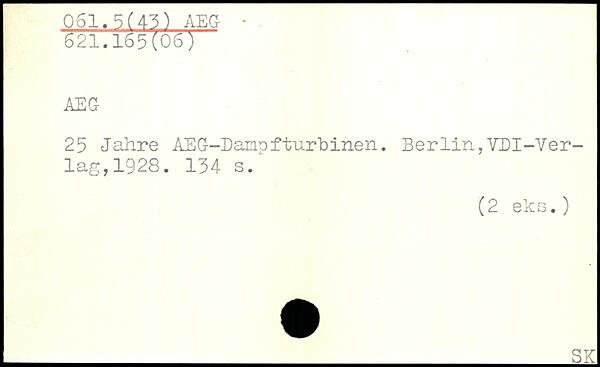 061.5(43) AEG
621.165(06)
AEG
25 Jahre AEG-Dampfturbinen. Berlin,VDI-Ver-
lag,1928. 134 s.
(2 eks.)
SK